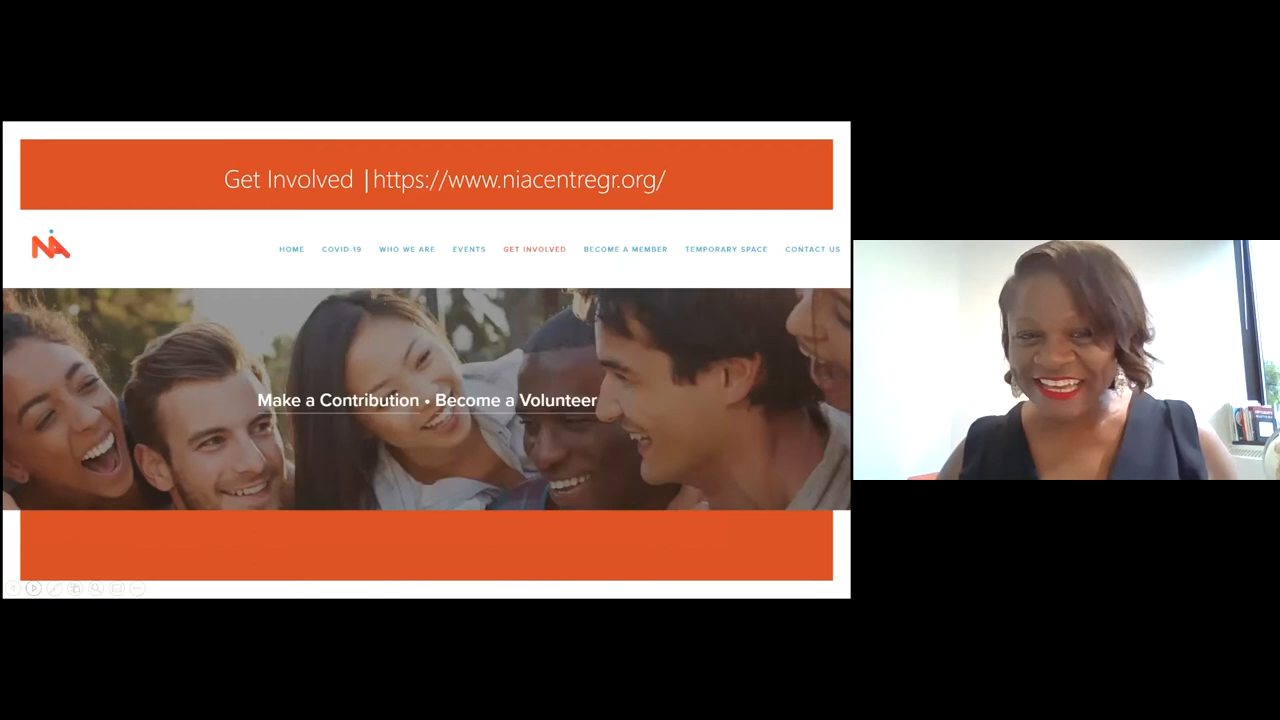 Get Involved | https://www.niacentregr.org/
NIA
HOME COVID-19 WHO WE ARE EVENTS GET INVOLVED BECOME A MEMBER TEMPORARY SPACE CONTACT US
Make a Contribution • Become a Volunteer